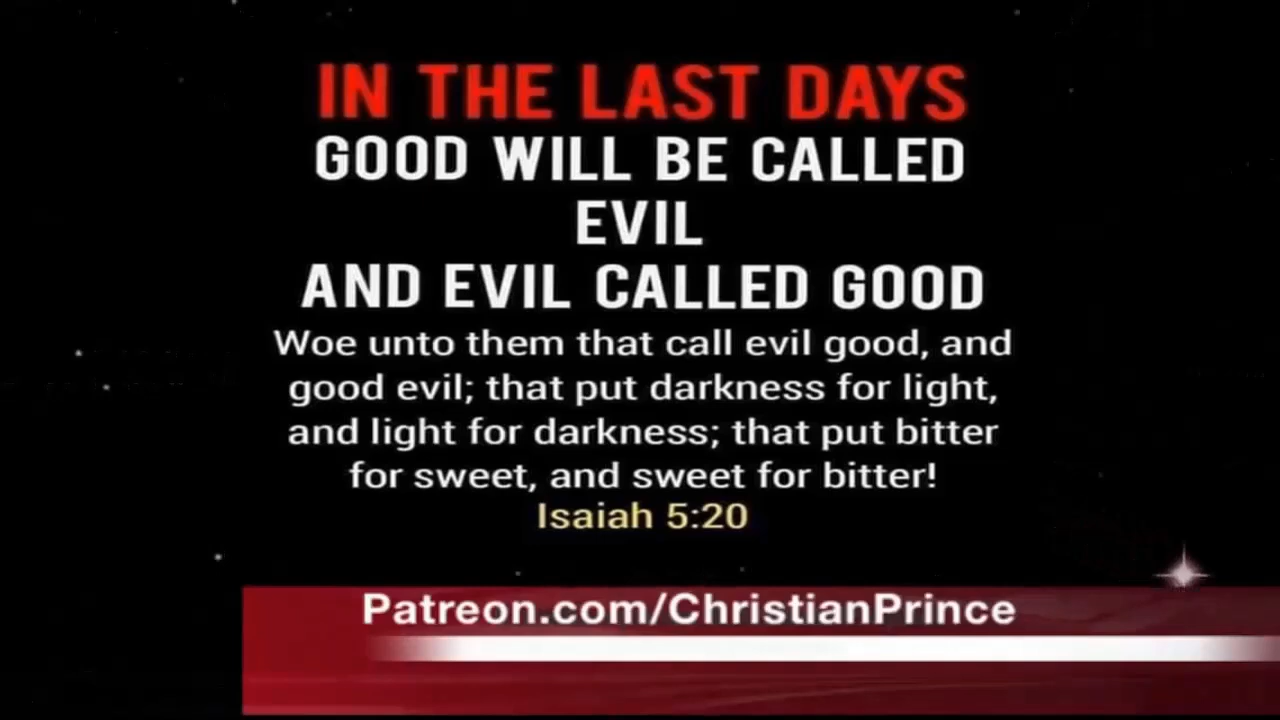 IN THE LAST DAYS
GOOD WILL BE CALLED
EVIL
AND EVIL CALLED GOOD
Woe unto them that call evil good, and
good evil; that put darkness for light,
and light for darkness; that put bitter
for sweet, and sweet for bitter!
Isaiah 5:20
Patreon.com/ChristianPrince